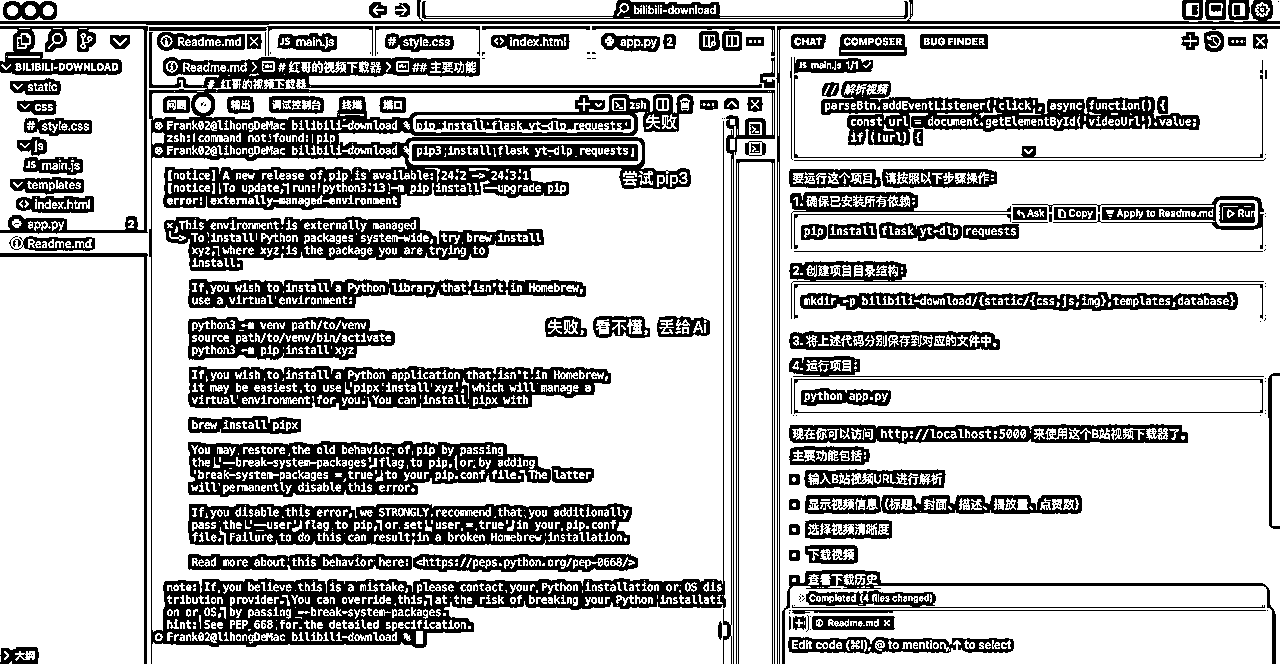 bilibili-download
BILIBILI-DOWNLOAD
static
css
# style.css
js
JS main.js
templates
<> index.html
app.py 2
Readme.md
大綱
Readme.md
JS main.js
# style.css
<> index.html
app.py 2
Readme.md > # 红哥的视频下载器 > ## 主要功能
1 # 红哥的视频下载器
问题 输出 调试控制台 终端 端口
zsh
Frank02@lihongDeMac bilibili-download % pip install flask yt-dlp requests
失败
zsh: command not found: pip
Frank02@lihongDeMac bilibili-download % pip3 install flask yt-dlp requests
尝试pip3
[notice] A new release of pip is available: 24.2 -> 24.3.1
[notice] To update, run: python3.13 -m pip install --upgrade pip
error: externally-managed-environment
× This environment is externally managed
╰─> To install Python packages system-wide, try brew install
xyz, where xyz is the package you are trying to
install.
If you wish to install a Python library that isn't in Homebrew,
use a virtual environment:
python3 -m venv path/to/venv
source path/to/venv/bin/activate
python3 -m pip install xyz
失败，看不懂，丢给Ai
If you wish to install a Python application that isn't in Homebrew,
it may be easiest to use 'pipx install xyz', which will manage a
virtual environment for you. You can install pipx with
brew install pipx
You may restore the old behavior of pip by passing
the '--break-system-packages' flag to pip, or by adding
'break-system-packages = true' to your pip.conf file. The latter
will permanently disable this error.
If you disable this error, we STRONGLY recommend that you additionally
pass the '--user' flag to pip, or set 'user = true' in your pip.conf
file. Failure to do this can result in a broken Homebrew installation.
Read more about this behavior here: <https://peps.python.org/pep-0668/>
note: If you believe this is a mistake, please contact your Python installation or OS dis
tribution provider. You can override this, at the risk of breaking your Python installati
on or OS, by passing --break-system-packages.
hint: See PEP 668 for the detailed specification.
Frank02@lihongDeMac bilibili-download %
CHAT COMPOSER BUG FINDER
JS main.js 1/1
// 解析视频
parseBtn.addEventListener('click', async function() {
const url = document.getElementById('videoUrl').value;
if (!url) {
要运行这个项目，请按照以下步骤操作:
1. 确保已安装所有依赖:
Ask Copy Apply to Readme.md Run
pip install flask yt-dlp requests
2. 创建项目目录结构:
mkdir -p bilibili-download/{static/{css,js,img},templates,database}
3. 将上述代码分别保存到对应的文件中。
4. 运行项目:
python app.py
现在你可以访问 http://localhost:5000 来使用这个B站视频下载器了。
主要功能包括:
输入B站视频URL进行解析
显示视频信息（标题、封面、描述、播放量、点赞数）
选择视频清晰度
下载视频
查看下载历史
> Completed (4 files changed)
+ Readme.md ×
Edit code (⌘I), @ to mention, ↑ to select